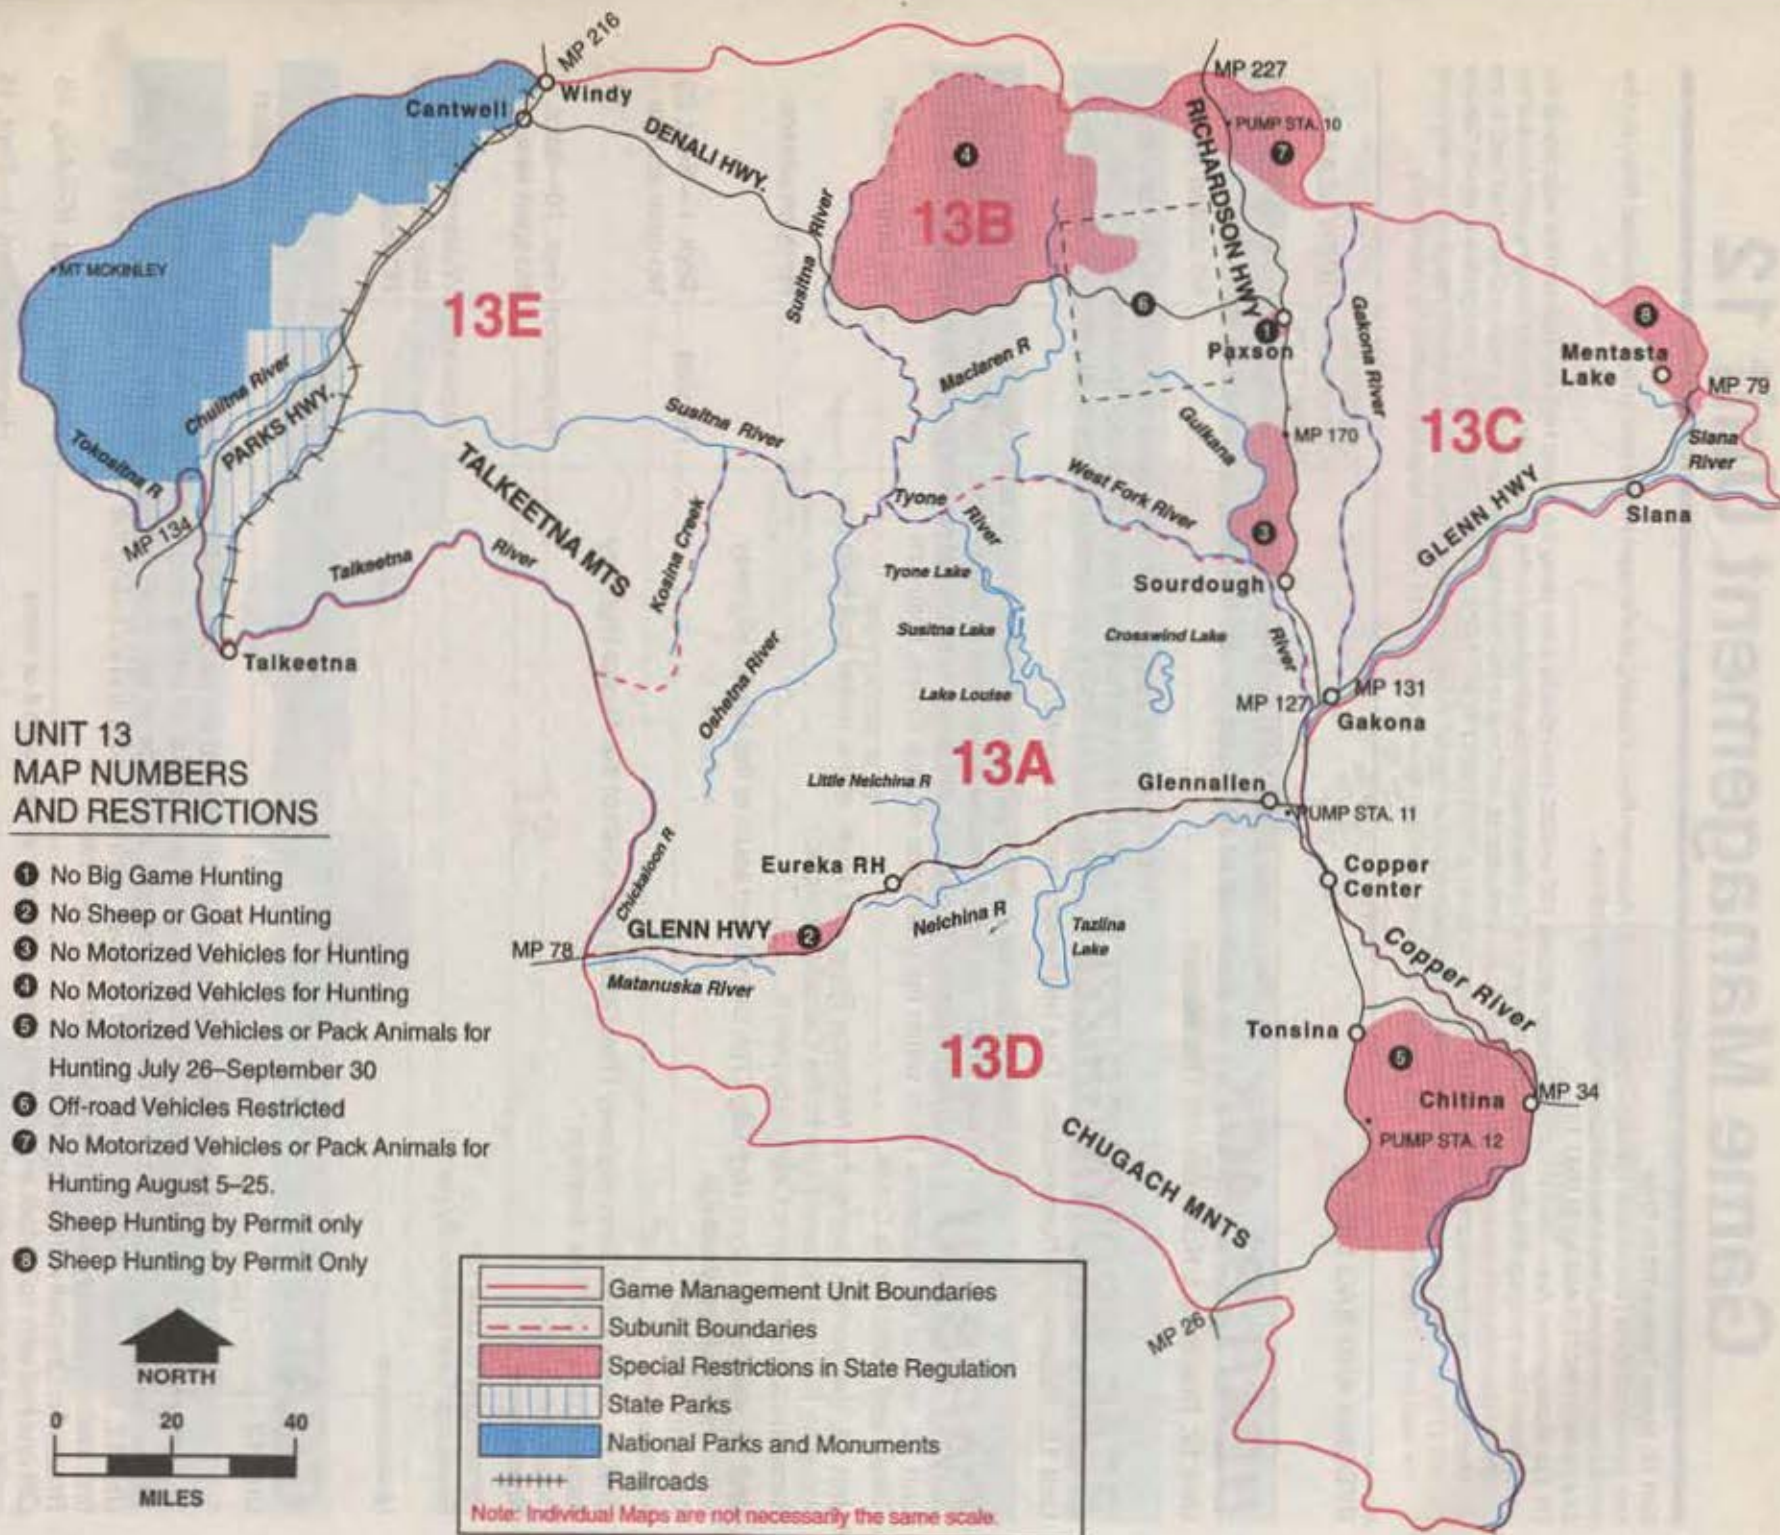 MP 216
Windy
Cantwell
DENALI HWY.
MP 227
RICHARDSON HWY
PUMP STA. 10
4
7
13B
Susitna River
MT MCKINLEY
13E
6
1
Paxson
Gakona River
8
Mentasta
Lake
MP 79
Maclaren R
Chulitna River
PARKS HWY.
Tokositna R
MP 134
Susitna River
TALKEETNA MTS
Gulkana
MP 170
13C
Slana
River
West Fork River
Tyone
River
3
GLENN HWY
Slana
Kosina Creek
Talkeetna River
Tyone Lake
Sourdough
Susitna Lake
Crosswind Lake
River
Talkeetna
Oshetna River
Lake Louise
MP 127
MP 131
Gakona
13A
Little Nelchina R
Glennallen
PUMP STA. 11
Chickaloon R
Eureka RH
Copper
Center
GLENN HWY
2
Nelchina R
Tazlina
Lake
MP 78
Matanuska River
Copper River
Tonsina
13D
5
Chitina
MP 34
PUMP STA. 12
CHUGACH MNTS
MP 26
UNIT 13
MAP NUMBERS
AND RESTRICTIONS
1 No Big Game Hunting
2 No Sheep or Goat Hunting
3 No Motorized Vehicles for Hunting
4 No Motorized Vehicles for Hunting
5 No Motorized Vehicles or Pack Animals for
Hunting July 26–September 30
6 Off-road Vehicles Restricted
7 No Motorized Vehicles or Pack Animals for
Hunting August 5–25.
Sheep Hunting by Permit only
8 Sheep Hunting by Permit Only
NORTH
0 20 40
MILES
Game Management Unit Boundaries
Subunit Boundaries
Special Restrictions in State Regulation
State Parks
National Parks and Monuments
Railroads
Note: Individual Maps are not necessarily the same scale.
Game Management